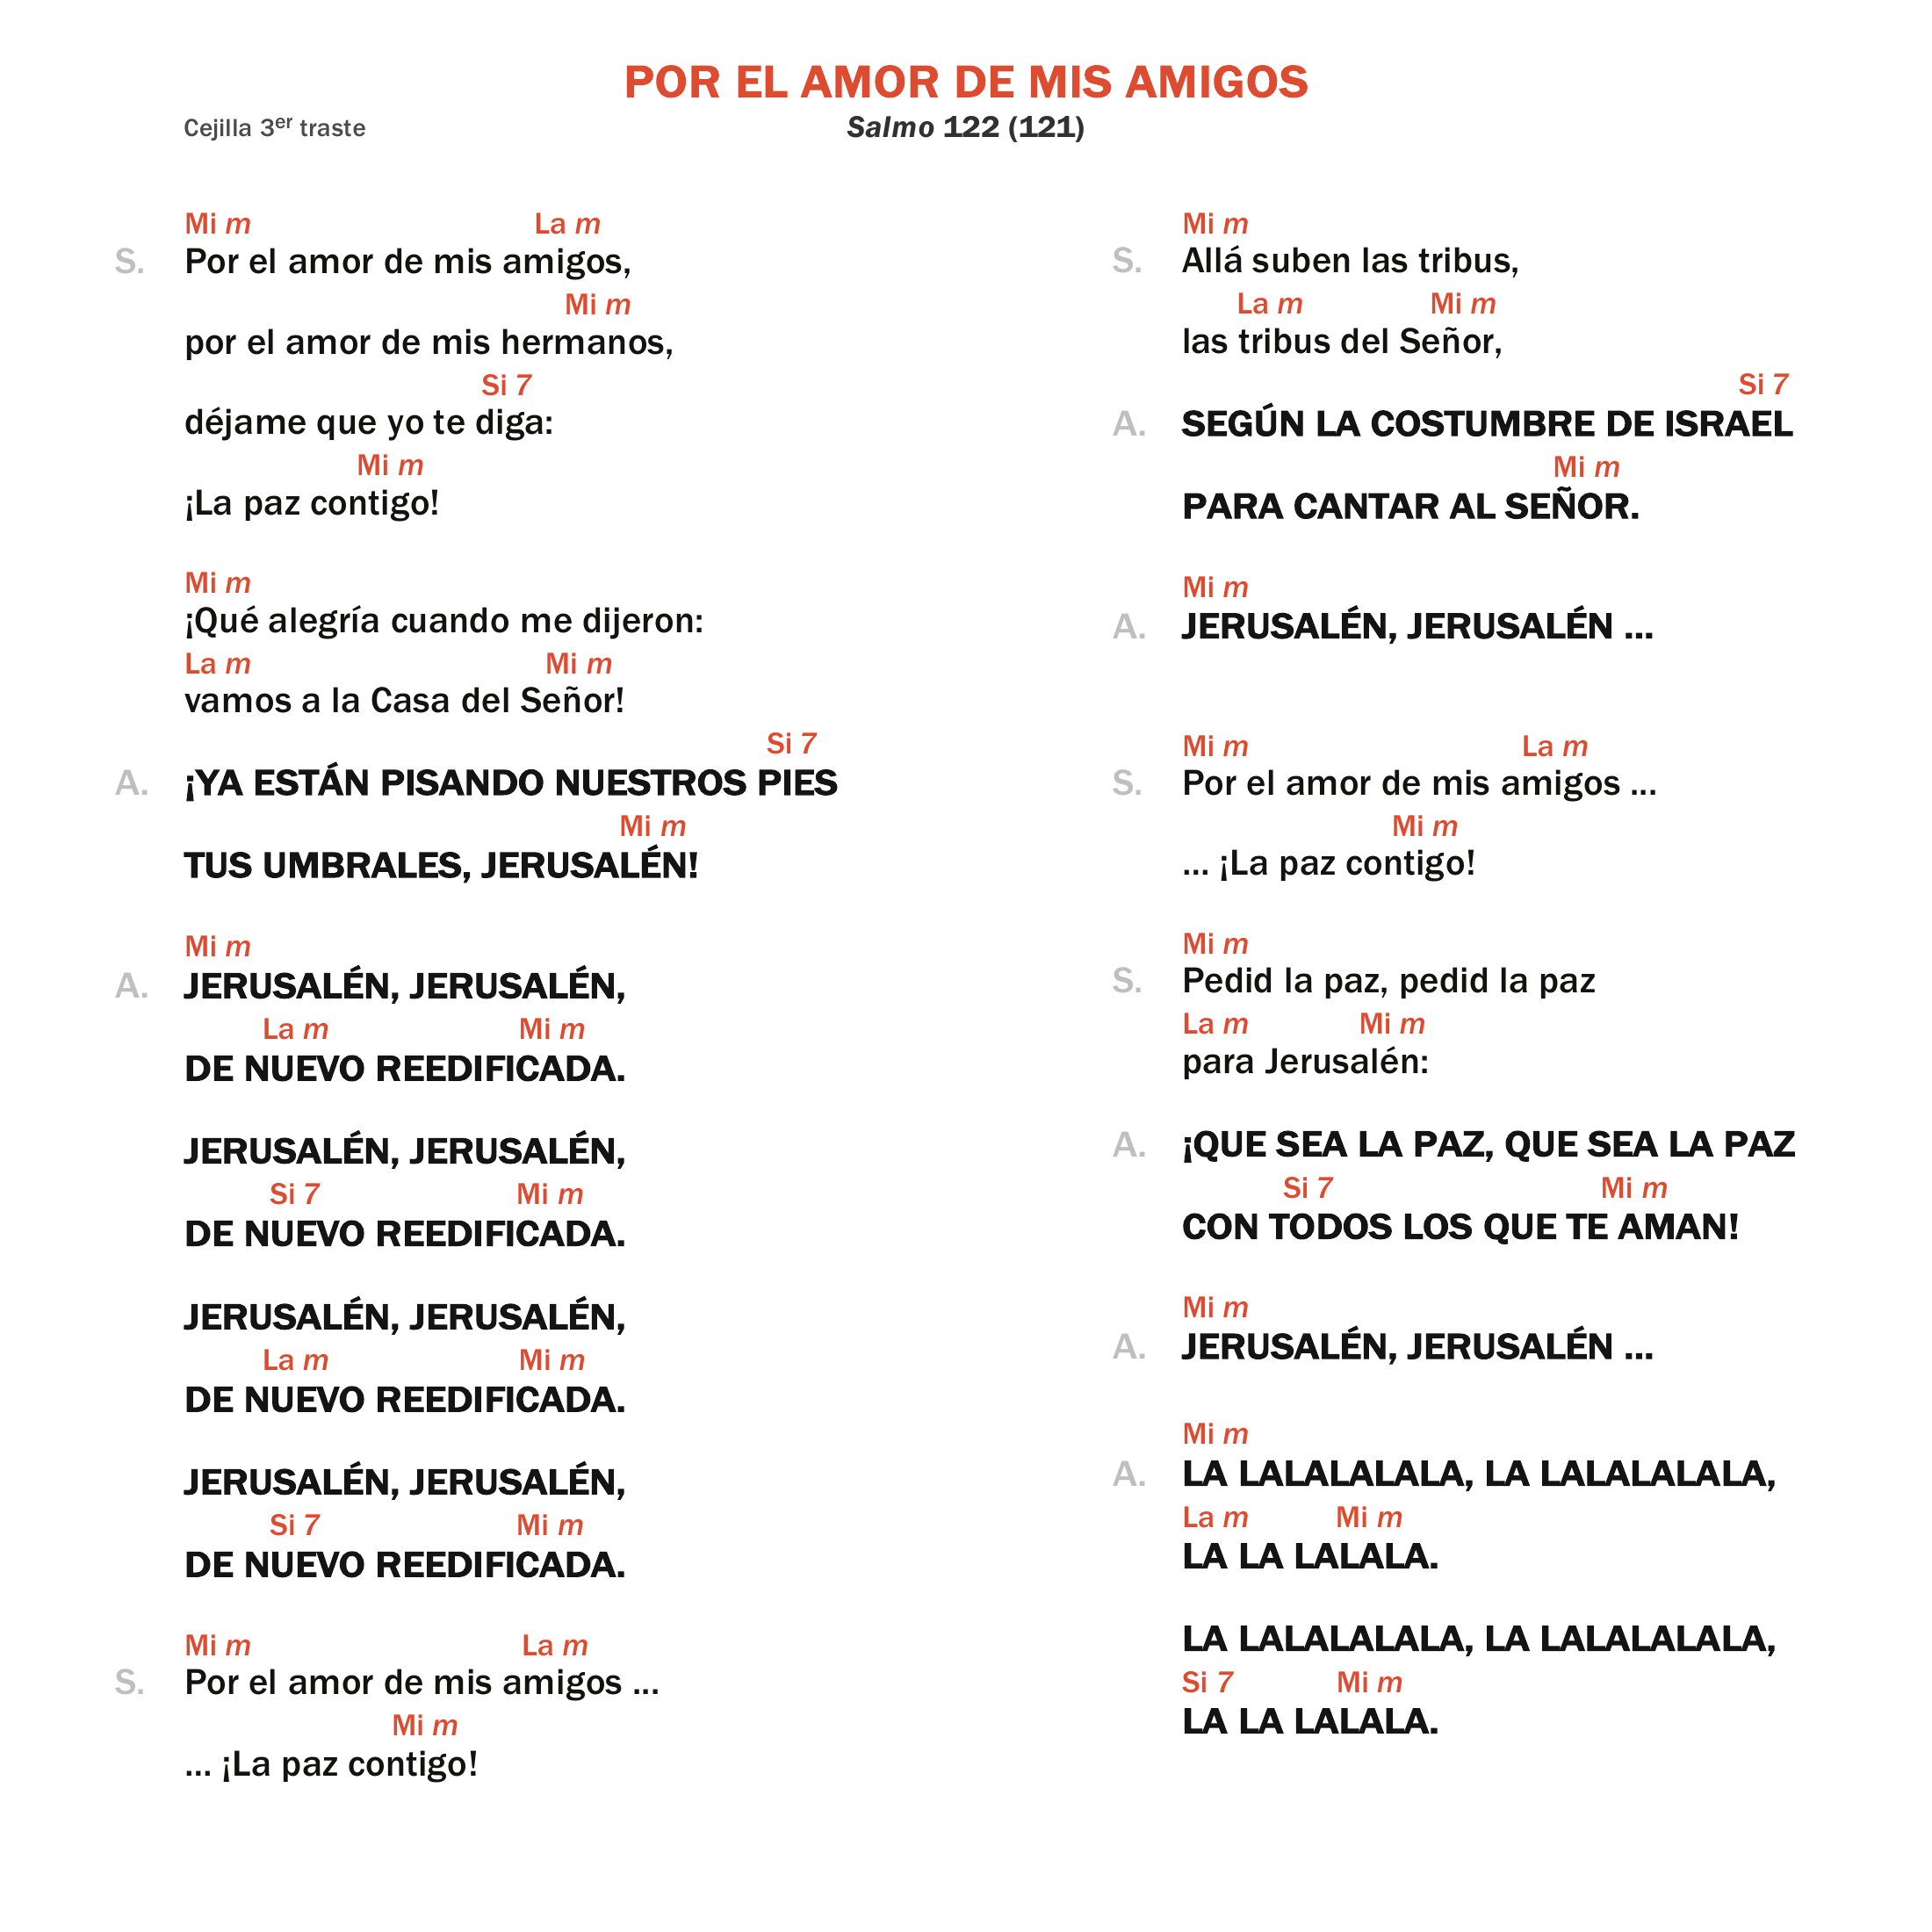 POR EL AMOR DE MIS AMIGOS
Cejilla 3er traste
Salmo 122 (121)
Mi m La m
S. Por el amor de mis amigos,
Mi m
por el amor de mis hermanos,
Si 7
déjame que yo te diga:
Mi m
¡La paz contigo!
Mi m
¡Qué alegría cuando me dijeron:
La m Mi m
vamos a la Casa del Señor!
Si 7
A. ¡YA ESTÁN PISANDO NUESTROS PIES
Mi m
TUS UMBRALES, JERUSALÉN!
Mi m
A. JERUSALÉN, JERUSALÉN,
La m Mi m
DE NUEVO REEDIFICADA.
JERUSALÉN, JERUSALÉN,
Si 7 Mi m
DE NUEVO REEDIFICADA.
JERUSALÉN, JERUSALÉN,
La m Mi m
DE NUEVO REEDIFICADA.
JERUSALÉN, JERUSALÉN,
Si 7 Mi m
DE NUEVO REEDIFICADA.
Mi m La m
S. Por el amor de mis amigos ...
Mi m
... ¡La paz contigo!
Mi m
S. Allá suben las tribus,
La m Mi m
las tribus del Señor,
Si 7
A. SEGÚN LA COSTUMBRE DE ISRAEL
Mi m
PARA CANTAR AL SEÑOR.
Mi m
A. JERUSALÉN, JERUSALÉN ...
Mi m La m
S. Por el amor de mis amigos ...
Mi m
... ¡La paz contigo!
Mi m
S. Pedid la paz, pedid la paz
La m Mi m
para Jerusalén:
A. ¡QUE SEA LA PAZ, QUE SEA LA PAZ
Si 7 Mi m
CON TODOS LOS QUE TE AMAN!
Mi m
A. JERUSALÉN, JERUSALÉN ...
Mi m
A. LA LALALALALA, LA LALALALALA,
La m Mi m
LA LA LALALA.
LA LALALALALA, LA LALALALALA,
Si 7 Mi m
LA LA LALALA.